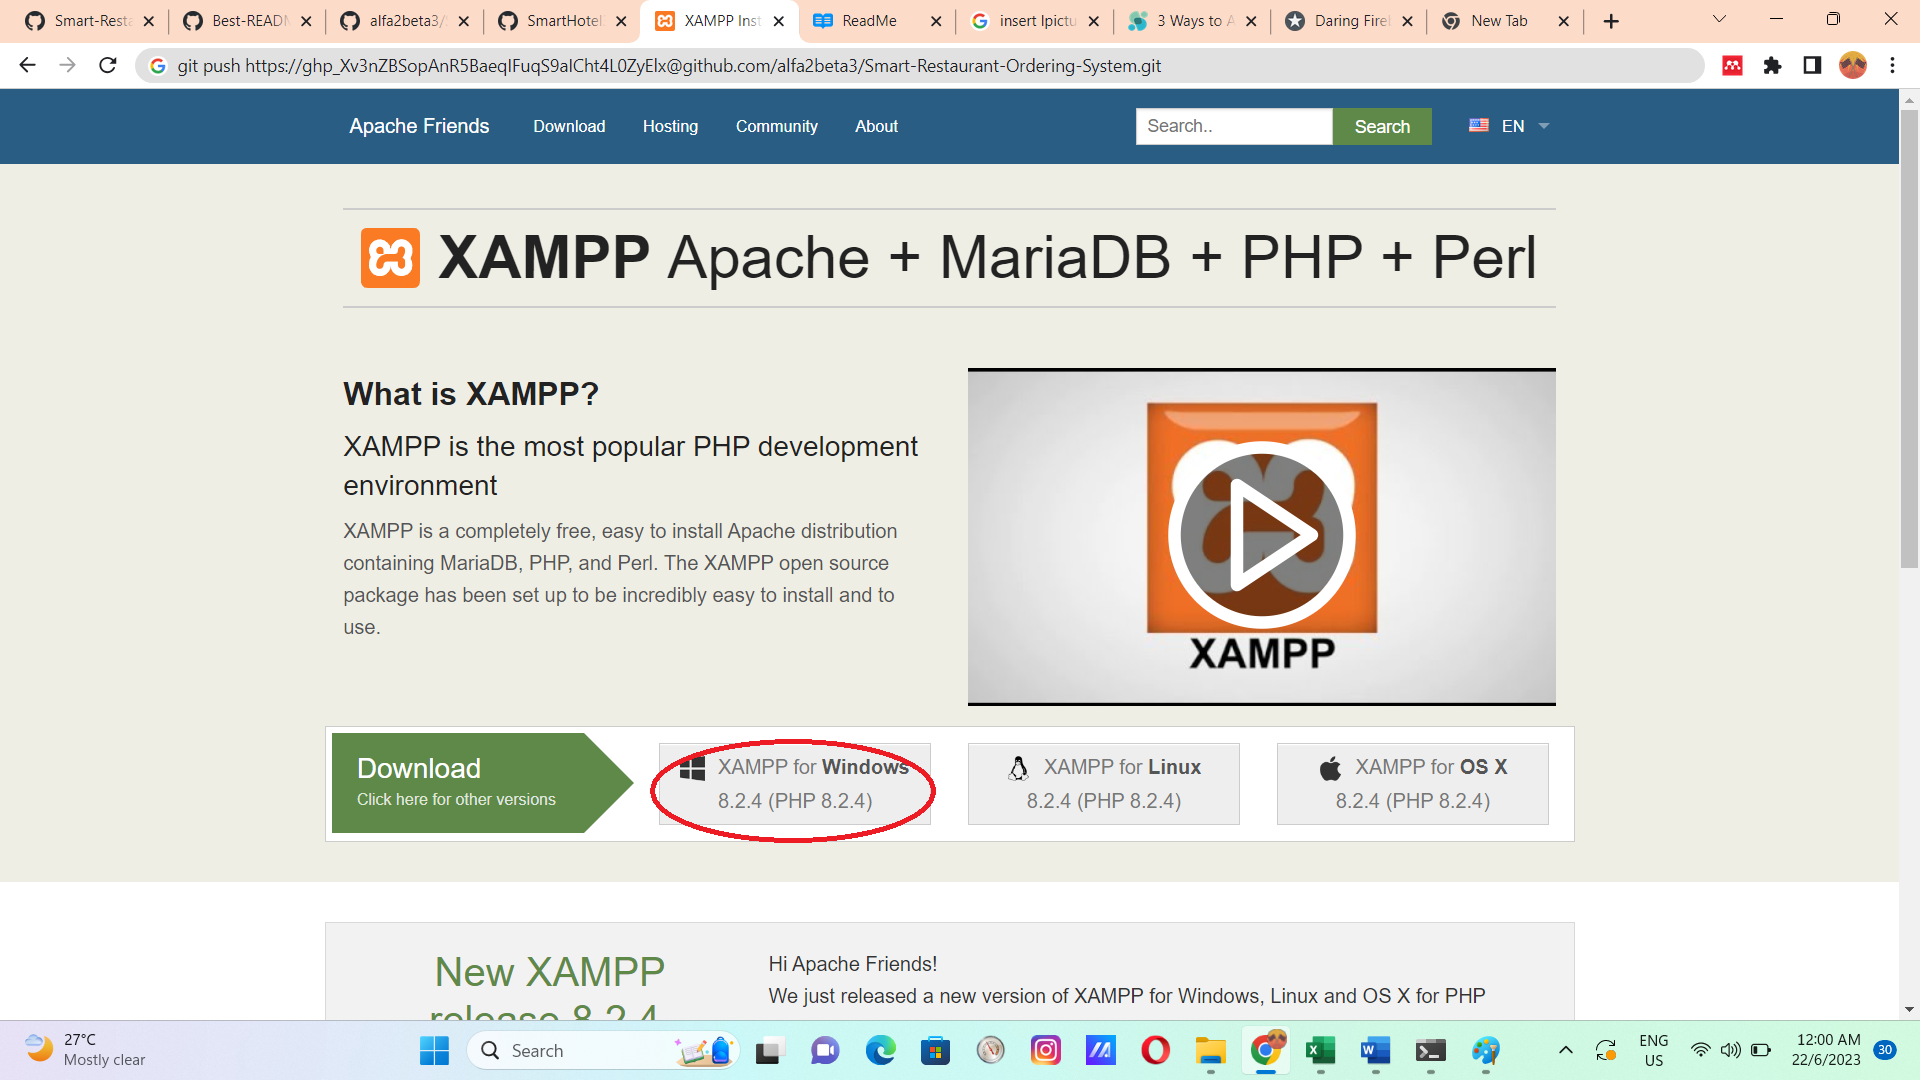 Smart-Resta
Best-READM
alfa2beta3/
SmartHotel
XAMPP Inst
ReadMe
insert lpictu
3 Ways to A
Daring Fire
New Tab
git push @github.com/alfa2beta3/Smart-Restaurant-Ordering-System.git
Apache Friends Download Hosting Community About Search.. Search EN
XAMPP Apache + MariaDB + PHP + Perl
What is XAMPP?
XAMPP is the most popular PHP development
environment
XAMPP is a completely free, easy to install Apache distribution
containing MariaDB, PHP, and Perl. The XAMPP open source
package has been set up to be incredibly easy to install and to
use.
XAMPP
Download
Click here for other versions
XAMPP for Windows
8.2.4 (PHP 8.2.4)
XAMPP for Linux
8.2.4 (PHP 8.2.4)
XAMPP for OS X
8.2.4 (PHP 8.2.4)
New XAMPP
release 8.2.4
Hi Apache Friends!
We just released a new version of XAMPP for Windows, Linux and OS X for PHP
27°C
Mostly clear
Search
ENG
US
12:00 AM
22/6/2023
30